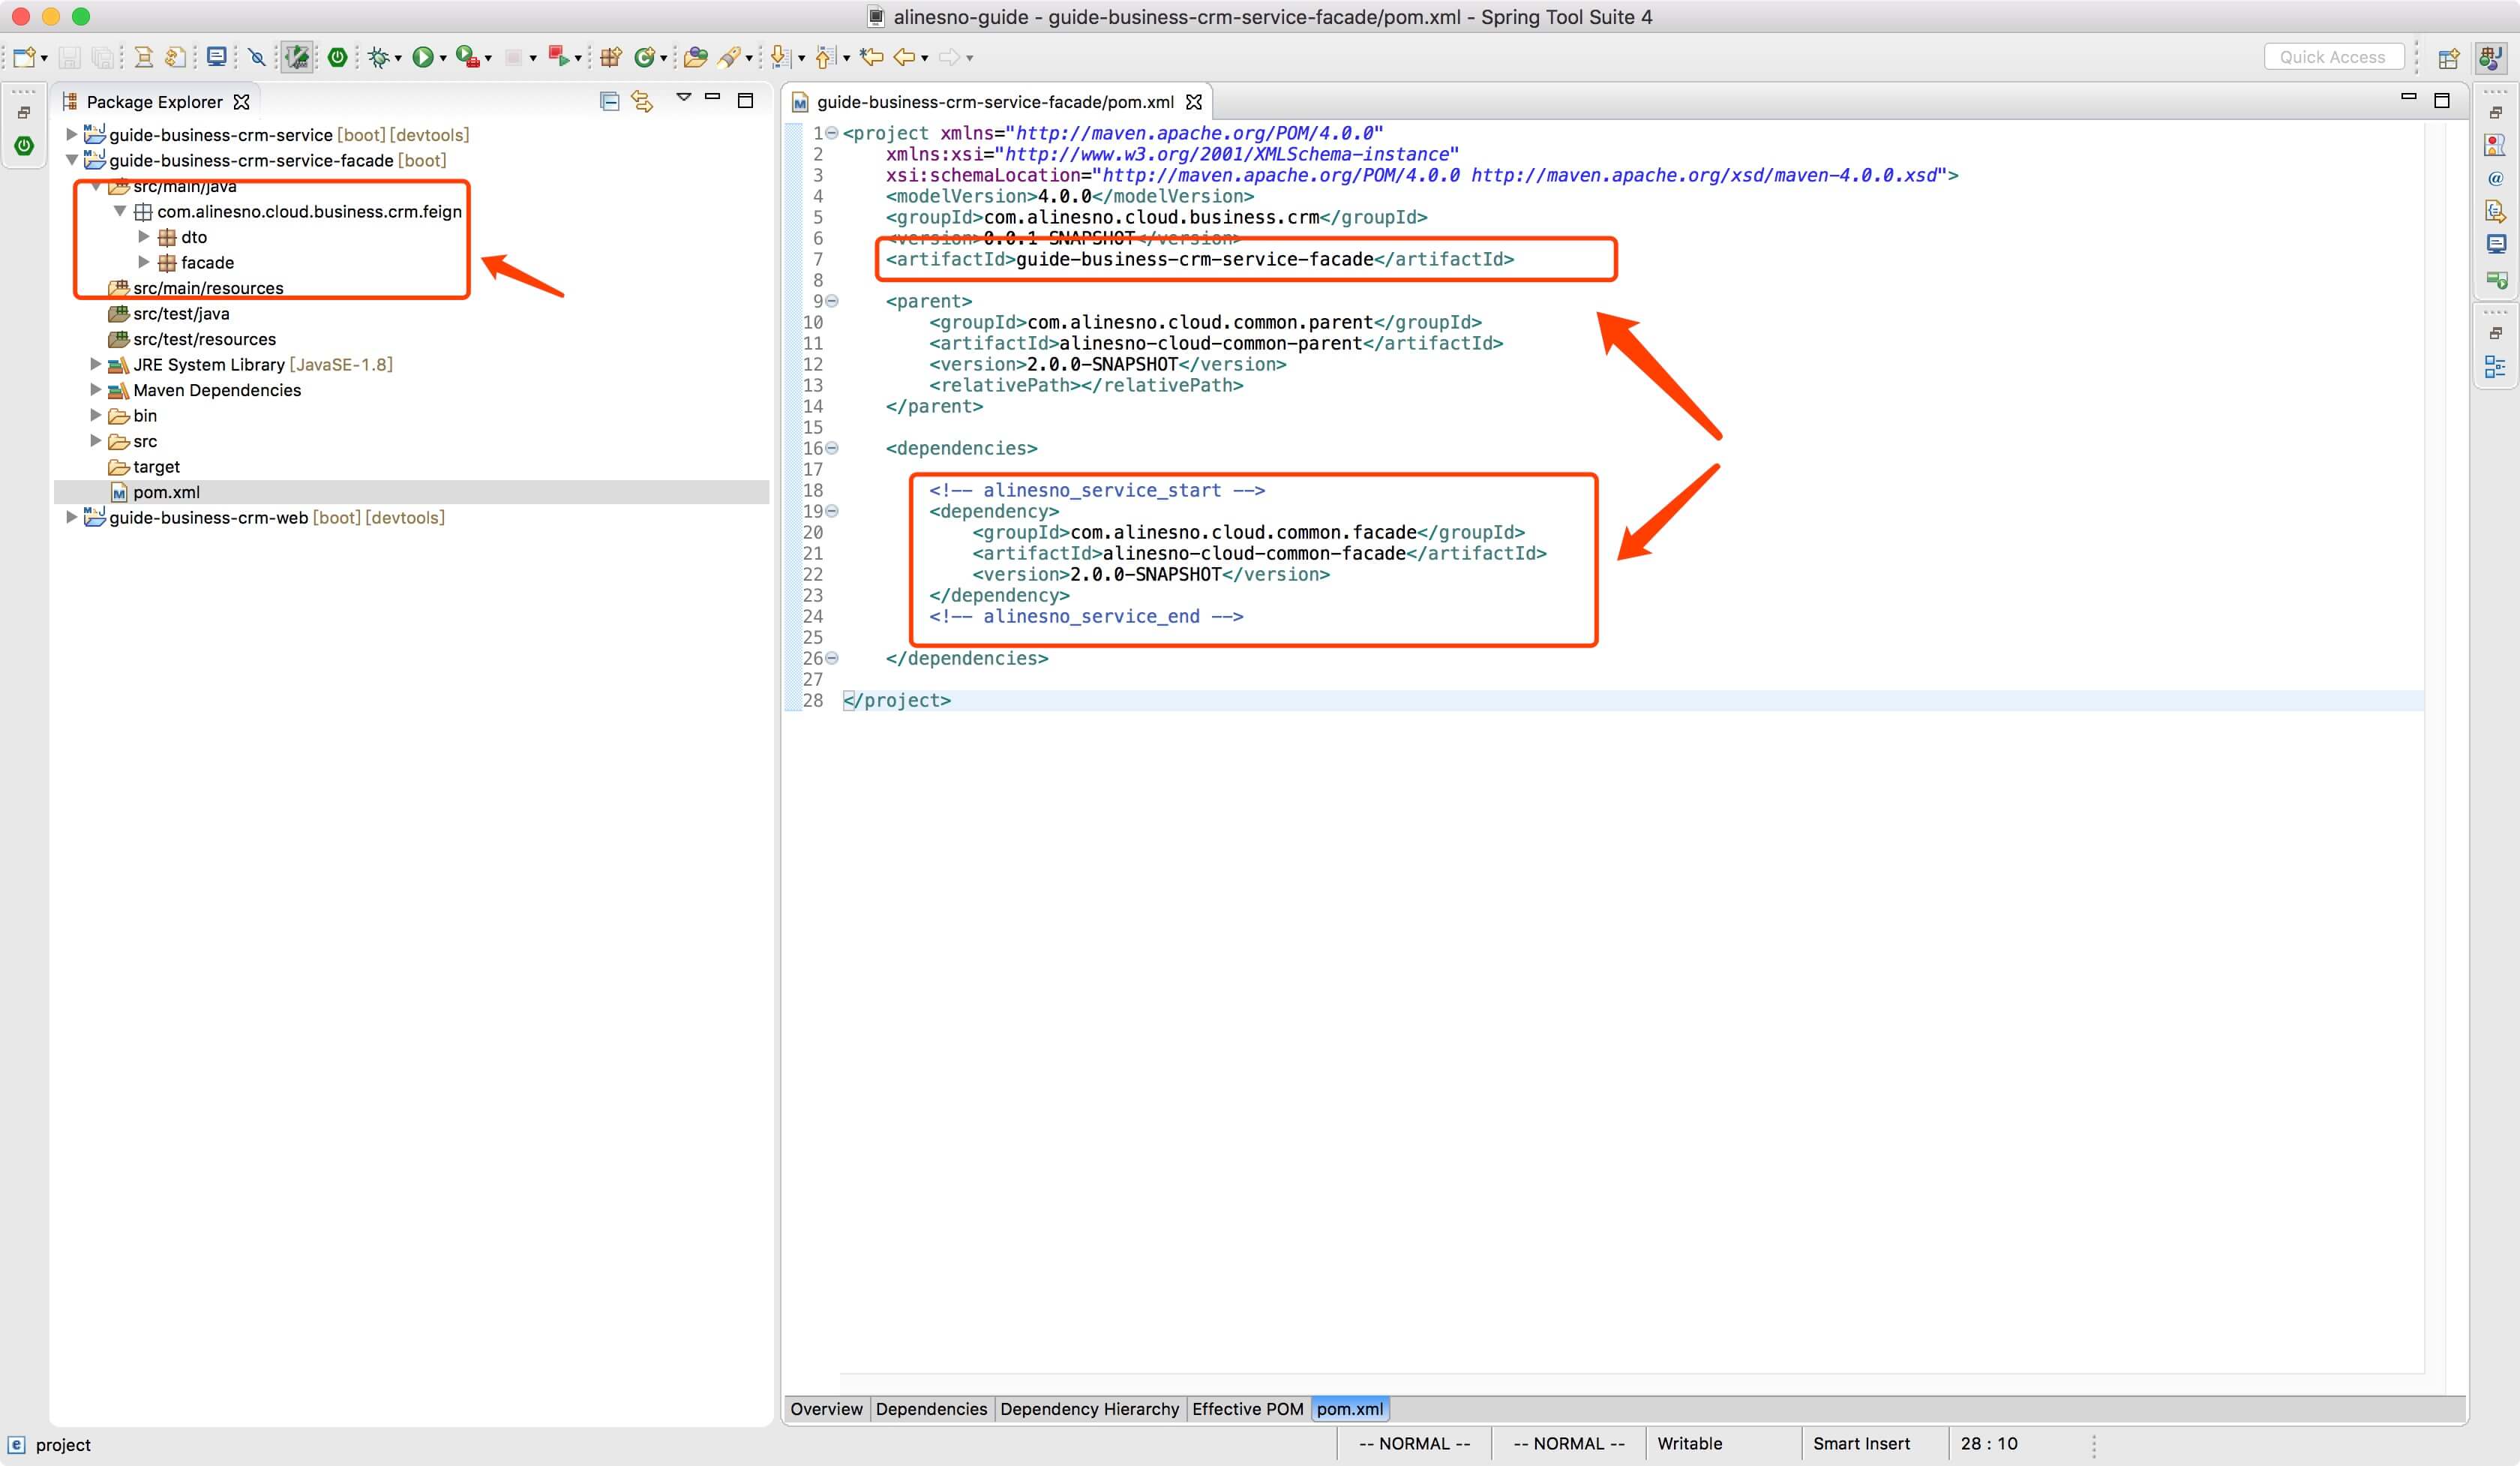 alinesno-guide - guide-business-crm-service-facade/pom.xml - Spring Tool Suite 4
Quick Access
Package Explorer
guide-business-crm-service [boot] [devtools]
guide-business-crm-service-facade [boot]
src/main/java
com.alinesno.cloud.business.crm.feign
dto
facade
src/main/resources
src/test/java
src/test/resources
JRE System Library [JavaSE-1.8]
Maven Dependencies
bin
src
target
pom.xml
guide-business-crm-web [boot] [devtools]
guide-business-crm-service-facade/pom.xml
1 <project xmlns="http://maven.apache.org/POM/4.0.0"
2 xmlns:xsi="http://www.w3.org/2001/XMLSchema-instance"
3 xsi:schemaLocation="http://maven.apache.org/POM/4.0.0 http://maven.apache.org/xsd/maven-4.0.0.xsd">
4 <modelVersion>4.0.0</modelVersion>
5 <groupId>com.alinesno.cloud.business.crm</groupId>
6 <version>0.0.1-SNAPSHOT</version>
7 <artifactId>guide-business-crm-service-facade</artifactId>
8
9 <parent>
10 <groupId>com.alinesno.cloud.common.parent</groupId>
11 <artifactId>alinesno-cloud-common-parent</artifactId>
12 <version>2.0.0-SNAPSHOT</version>
13 <relativePath></relativePath>
14 </parent>
15
16 <dependencies>
17
18 <!-- alinesno_service_start -->
19 <dependency>
20 <groupId>com.alinesno.cloud.common.facade</groupId>
21 <artifactId>alinesno-cloud-common-facade</artifactId>
22 <version>2.0.0-SNAPSHOT</version>
23 </dependency>
24 <!-- alinesno_service_end -->
25
26 </dependencies>
27
28 </project>
Overview Dependencies Dependency Hierarchy Effective POM pom.xml
project -- NORMAL -- -- NORMAL -- Writable Smart Insert 28 : 10